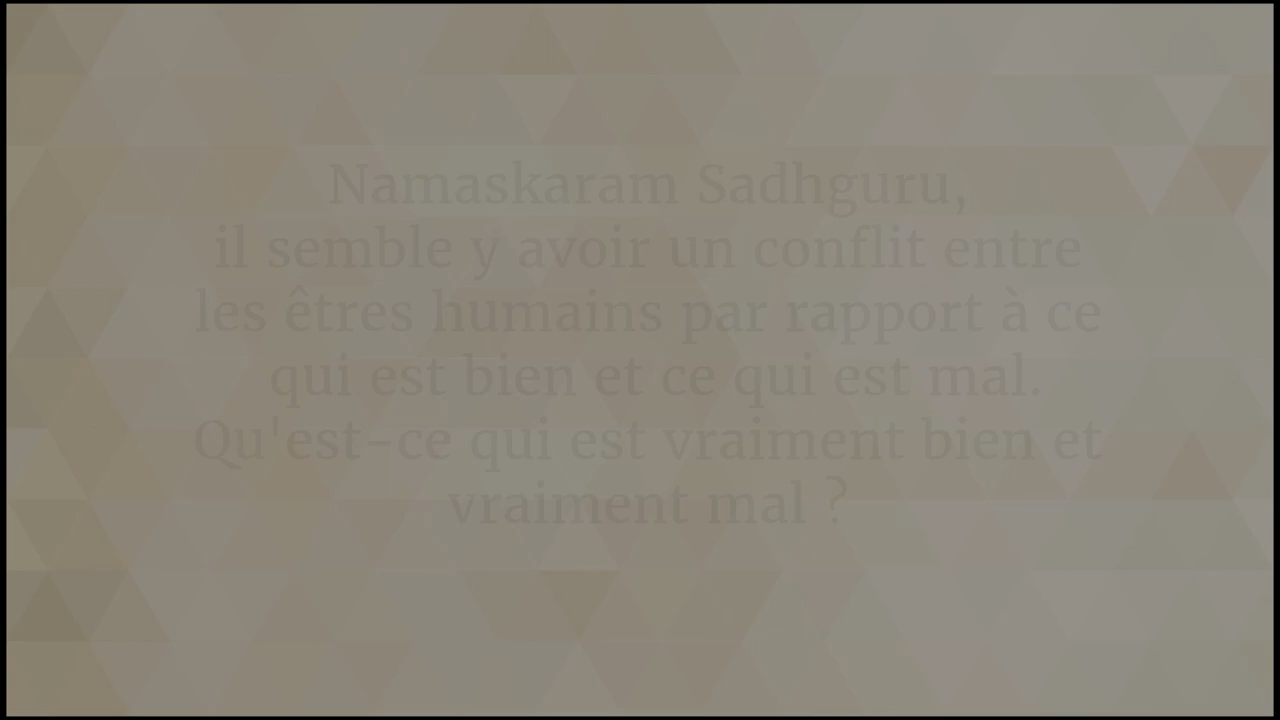 Namaskaram Sadhguru,
il semble y avoir un conflit entre
les êtres humains par rapport à ce
qui est bien et ce qui est mal.
Qu'est-ce qui est vraiment bien et
vraiment mal ?